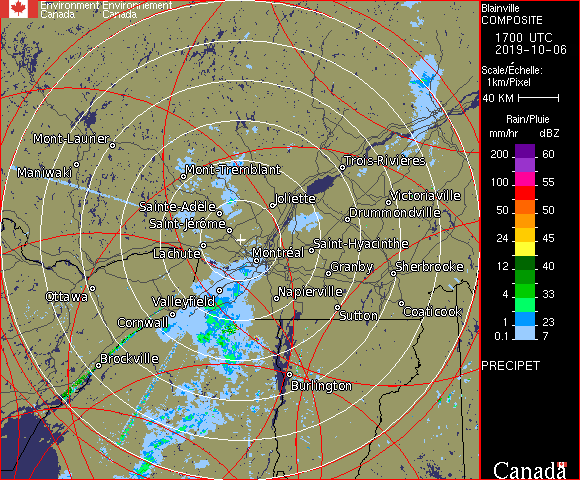 Environment Environnement
Canada Canada
Blainville
COMPOSITE
1700 UTC
2019-10-06
Scale/Échelle:
1km/Pixel
40 KM
Rain/Pluie
mm/hr dBZ
200 60
100 55
50 50
24 45
12 40
4 33
1 23
0.1 7
PRECIPET
Canada
Mont-Laurier
Maniwaki
Mont-Tremblant
Trois-Rivières
Sainte-Adèle
Joliette
Victoriaville
Drummondville
Saint-Jérôme
Lachute
Montréal
Saint-Hyacinthe
Granby
Sherbrooke
Ottawa
Valleyfield
Napierville
Cornwall
Sutton
Coaticook
Brockville
Burlington